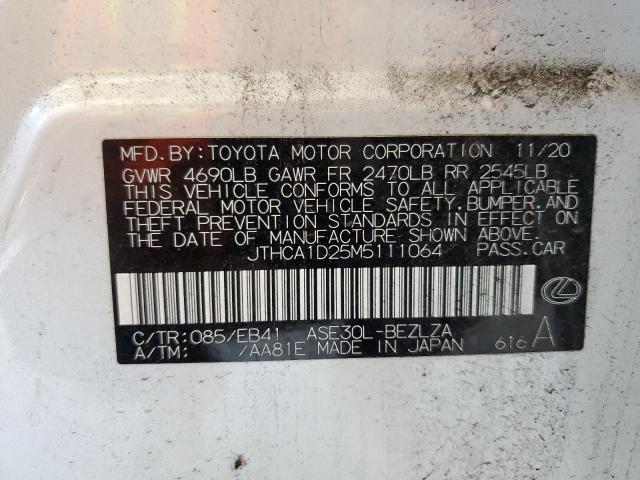 MFD. BY: TOYOTA MOTOR CORPORATION 11/20
GVWR 4690LB GAWR FR 2470LB RR 2545LB
THIS VEHICLE CONFORMS TO ALL APPLICABLE
FEDERAL MOTOR VEHICLE SAFETY, BUMPER, AND
THEFT PREVENTION STANDARDS IN EFFECT ON
THE DATE OF MANUFACTURE SHOWN ABOVE.
JTHCA1D25M5111064 PASS. CAR
C/TR: 085/EB41 ASE30L-BEZLZA
A/TM: /AA81E MADE IN JAPAN 616 A